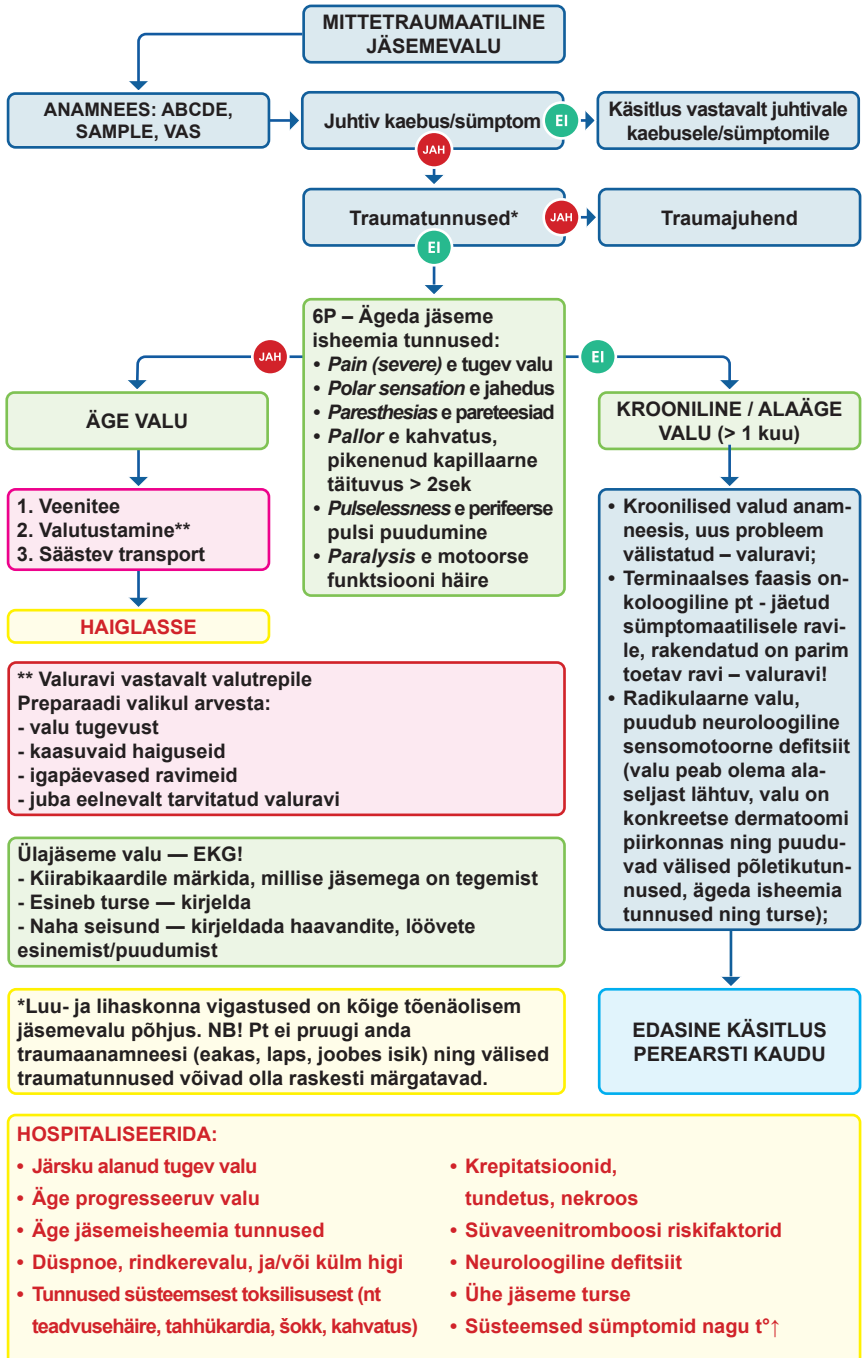 MITTETRAUMAATILINE
JÄSEMEVALU
ANAMNEES: ABCDE,
SAMPLE, VAS
Juhtiv kaebus/sümptom
EI
Käsitlus vastavalt juhtivale
kaebusele/sümptomile
JAH
Traumatunnused*
JAH
Traumajuhend
EI
6P – Ägeda jäseme
isheemia tunnused:
• Pain (severe) e tugev valu
• Polar sensation e jahedus
• Paresthesias e pareteesiad
• Pallor e kahvatus,
pikenenud kapillaarne
täituvus > 2sek
• Pulselessness e perifeerse
pulsi puudumine
• Paralysis e motoorse
funktsiooni häire
JAH
EI
ÄGE VALU
1. Veenitee
2. Valutustamine**
3. Säästev transport
HAIGLASSE
KROONILINE / ALAÄGE
VALU (> 1 kuu)
• Kroonilised valud anam-
neesis, uus probleem
välistatud – valuravi;
• Terminaalses faasis on-
koloogiline pt - jäetud
sümptomaatilisele ravi-
le, rakendatud on parim
toetav ravi – valuravi!
• Radikulaarne valu,
puudub neuroloogiline
sensomotoorne defitsiit
(valu peab olema ala-
seljast lähtuv, valu on
konkreetse dermatoomi
piirkonnas ning puudu-
vad välised põletikutun-
nused, ägeda isheemia
tunnused ning turse);
EDASINE KÄSITLUS
PEREARSTI KAUDU
** Valuravi vastavalt valutrepile
Preparaadi valikul arvesta:
- valu tugevust
- kaasuvaid haiguseid
- igapäevased ravimeid
- juba eelnevalt tarvitatud valuravi
Ülajäseme valu — EKG!
- Kiirabikaardile märkida, millise jäsemega on tegemist
- Esineb turse — kirjelda
- Naha seisund — kirjeldada haavandite, löövete
esinemist/puudumist
*Luu- ja lihaskonna vigastused on kõige tõenäolisem
jäsemevalu põhjus. NB! Pt ei pruugi anda
traumaanamneesi (eakas, laps, joobes isik) ning välised
traumatunnused võivad olla raskesti märgatavad.
HOSPITALISEERIDA:
• Järsku alanud tugev valu
• Äge progresseeruv valu
• Äge jäsemeisheemia tunnused
• Düspnoe, rindkerevalu, ja/või külm higi
• Tunnused süsteemsest toksilisusest (nt
teadvusehäire, tahhükardia, šokk, kahvatus)
• Krepitatsioonid,
tundetus, nekroos
• Süvaveenitromboosi riskifaktorid
• Neuroloogiline defitsiit
• Ühe jäseme turse
• Süsteemsed sümptomid nagu t°↑